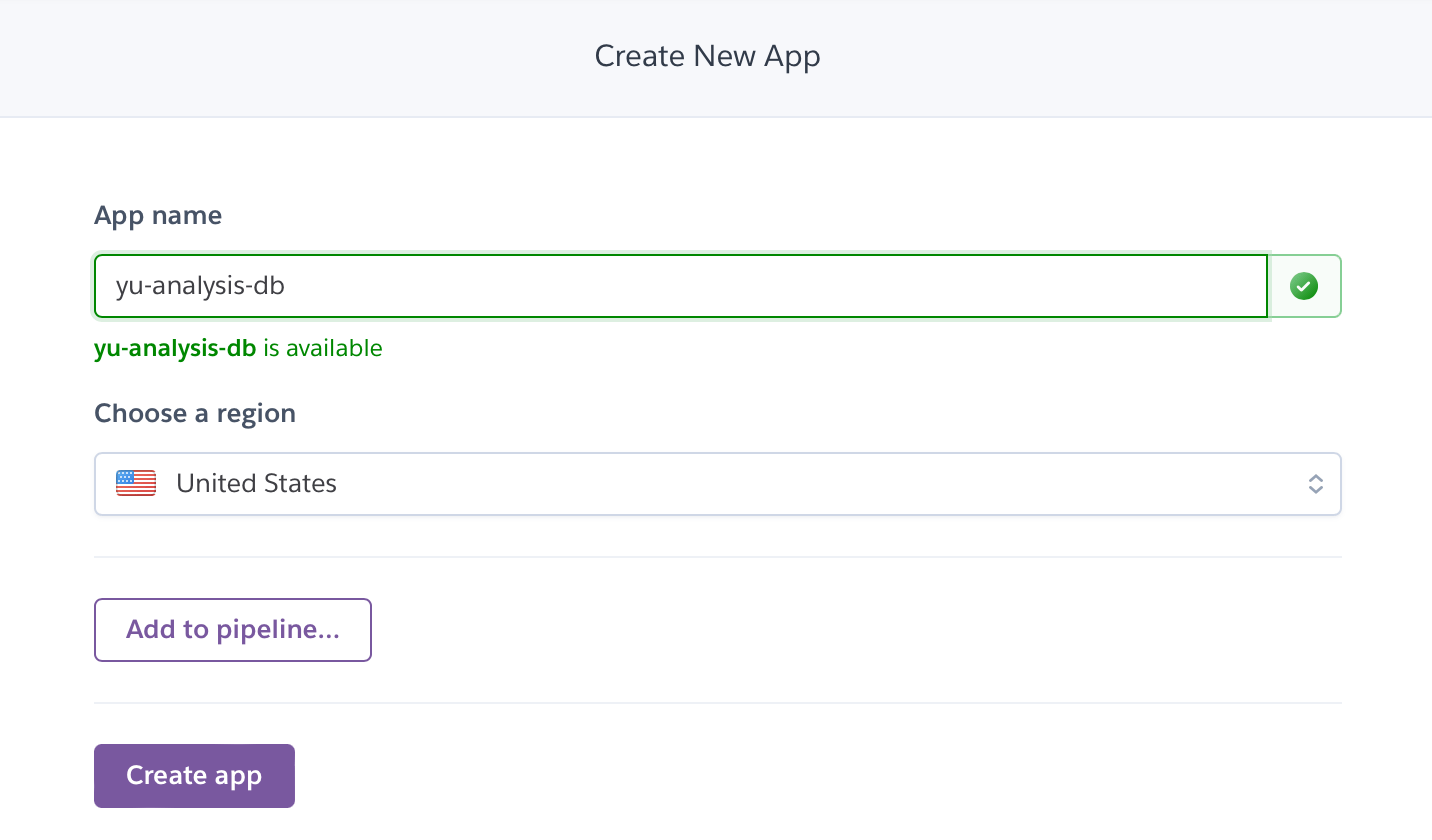 Create New App
App name
yu-analysis-db
yu-analysis-db is available
Choose a region
United States
Add to pipeline...
Create app